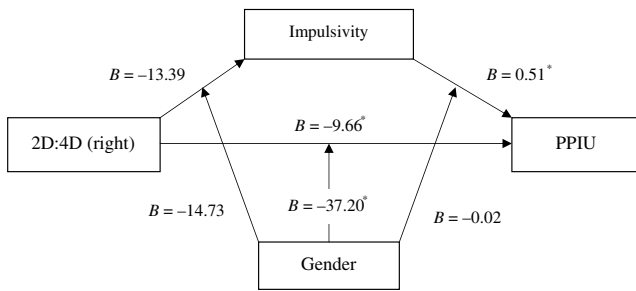 Impulsivity
B = –13.39
B = 0.51*
B = –9.66*
2D:4D (right)
PPIU
B = –14.73
B = –37.20*
B = –0.02
Gender